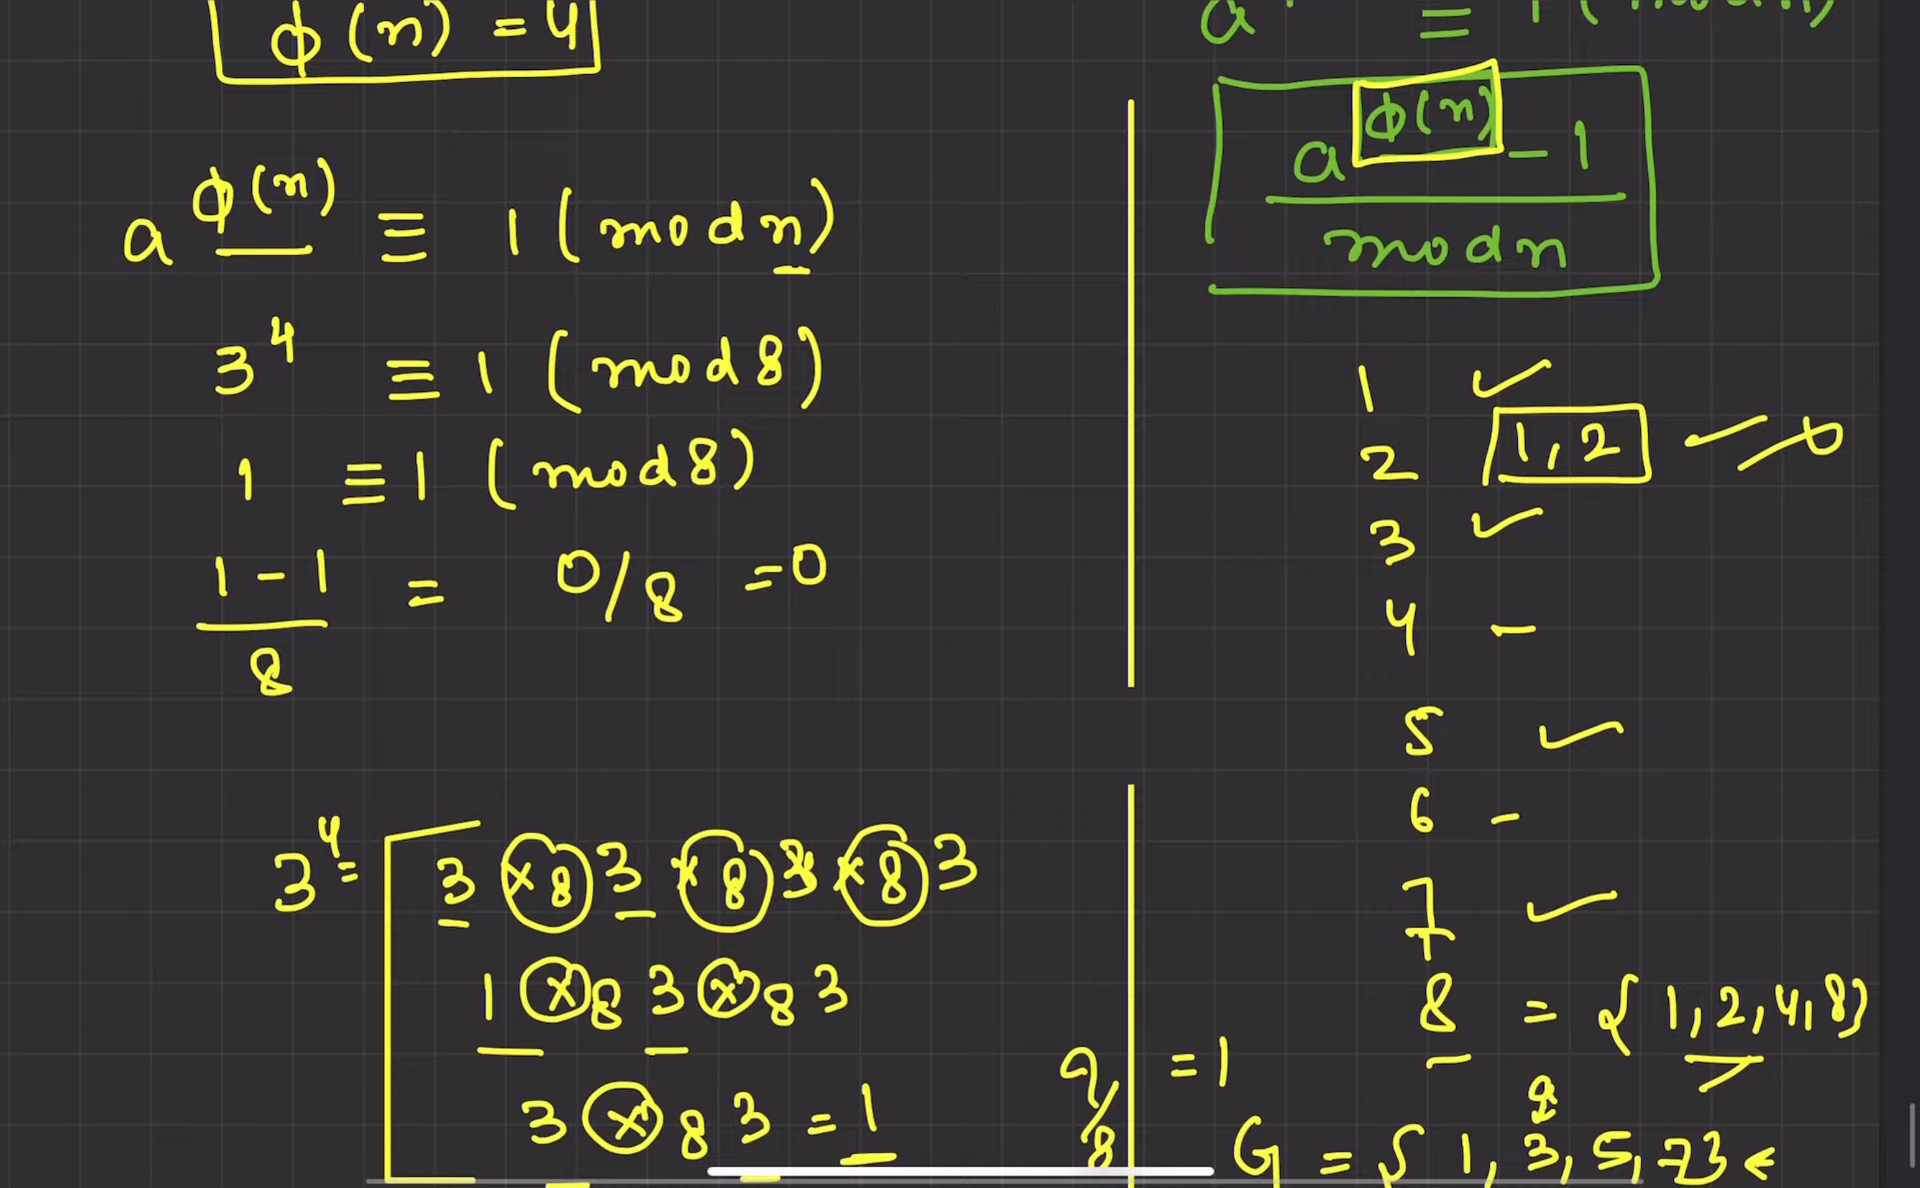 ϕ(n) = 4
a^ϕ(n) ≡ 1 (mod n)
3^4 ≡ 1 (mod 8)
1 ≡ 1 (mod 8)
1 - 1 = 0/8 = 0
8
3^4 = 3 ×8 3 ×8 3 ×8 3
1 ×8 3 ×8 3
3 ×8 3 = 1
9/8 = 1
a ≡ 1 (mod n)
a^ϕ(n) - 1
mod n
1 ✓
2 1, 2
3 ✓
4 -
5 ✓
6 -
7 ✓
8 = { 1, 2, 4, 8}
G = { 1, 3, 5, 7}